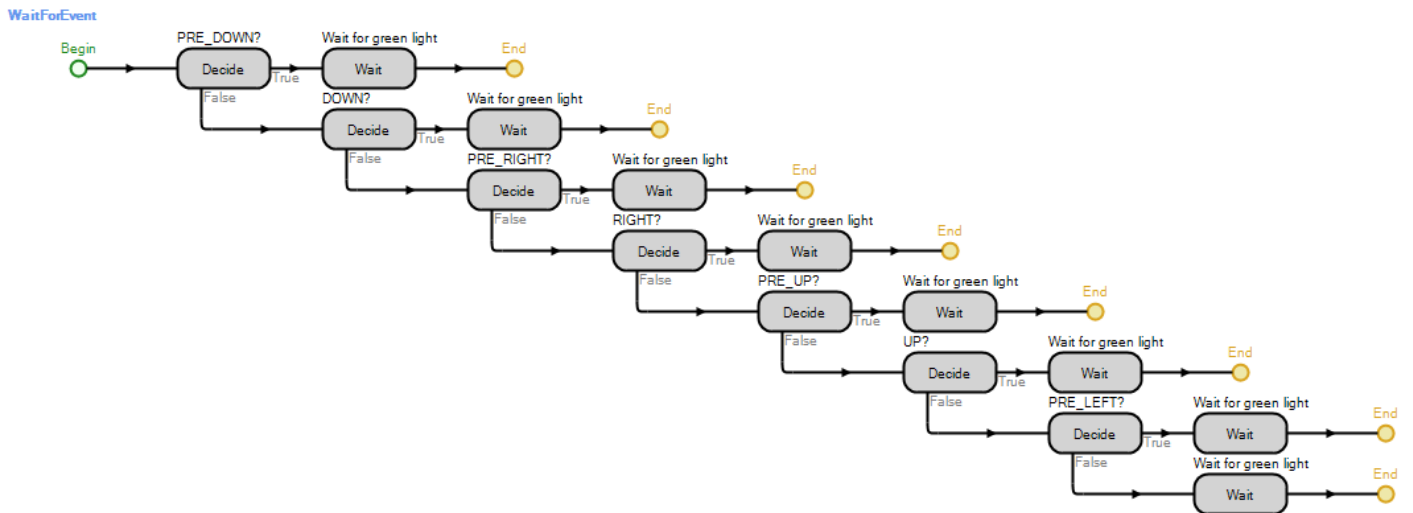 WaitForEvent
PRE_DOWN? Wait for green light
Begin End
Decide Wait
True
False
DOWN? Wait for green light
End
Decide Wait
True
False
PRE_RIGHT? Wait for green light
End
Decide Wait
True
False
RIGHT? Wait for green light
End
Decide Wait
True
False
PRE_UP? Wait for green light
End
Decide Wait
True
False
UP? Wait for green light
End
Decide Wait
True
False
PRE_LEFT? Wait for green light
End
Decide Wait
True
False
Wait for green light
End
Wait